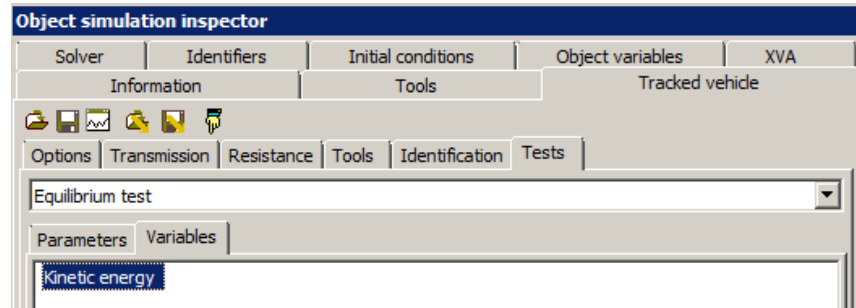 Object simulation inspector
Solver Identifiers Initial conditions Object variables XVA
Information Tools Tracked vehicle
Options Transmission Resistance Tools Identification Tests
Equilibrium test
Parameters Variables
Kinetic energy